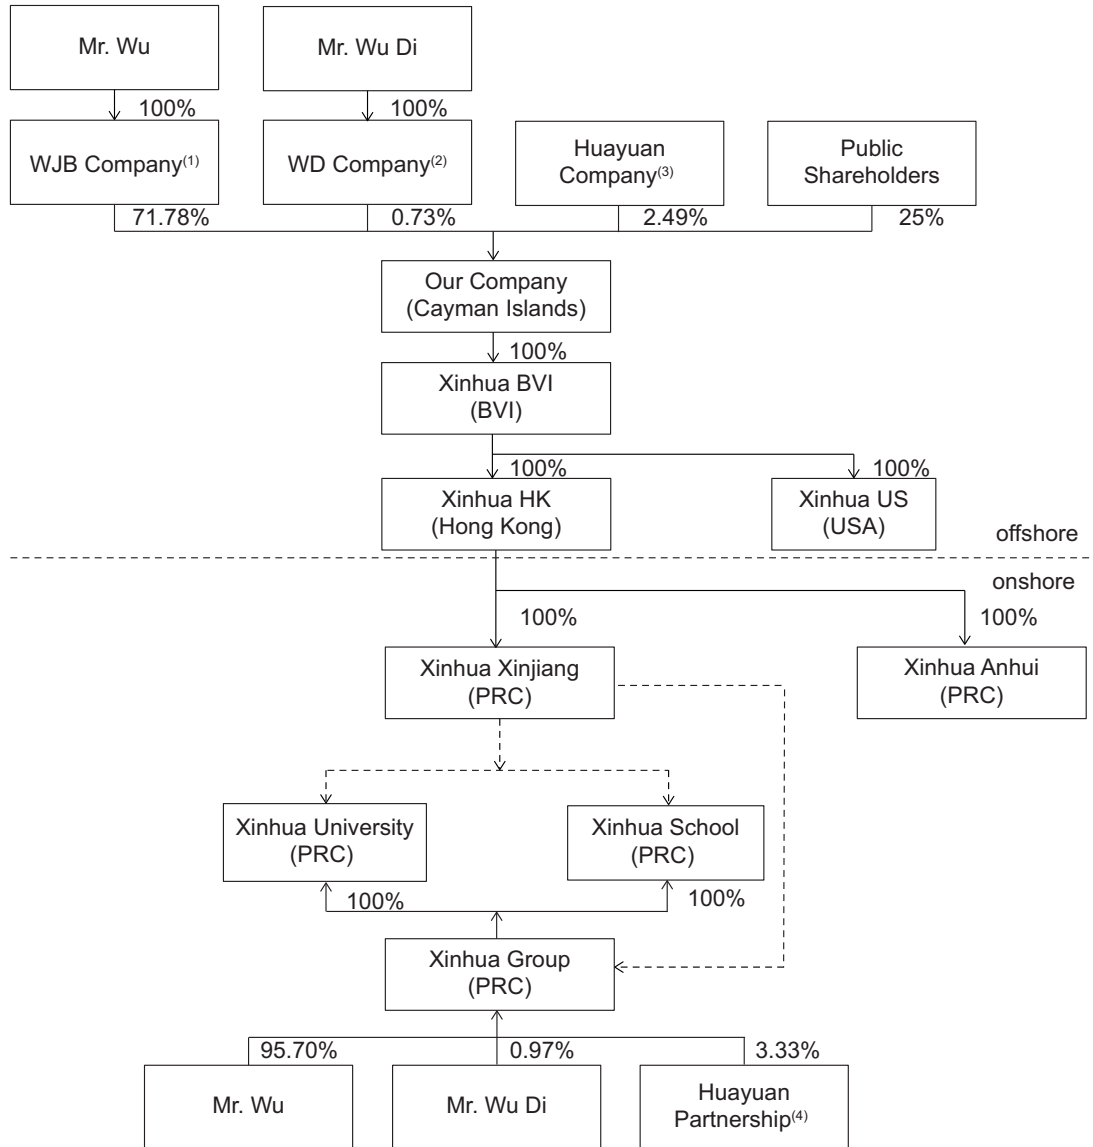 Mr. Wu
Mr. Wu Di
100%
100%
WJB Company(1)
WD Company(2)
Huayuan
Company(3)
Public
Shareholders
71.78%
0.73%
2.49%
25%
Our Company
(Cayman Islands)
100%
Xinhua BVI
(BVI)
100%
100%
Xinhua HK
(Hong Kong)
Xinhua US
(USA)
offshore
onshore
100%
100%
Xinhua Xinjiang
(PRC)
Xinhua Anhui
(PRC)
Xinhua University
(PRC)
Xinhua School
(PRC)
100%
100%
Xinhua Group
(PRC)
95.70%
0.97%
3.33%
Mr. Wu
Mr. Wu Di
Huayuan
Partnership(4)